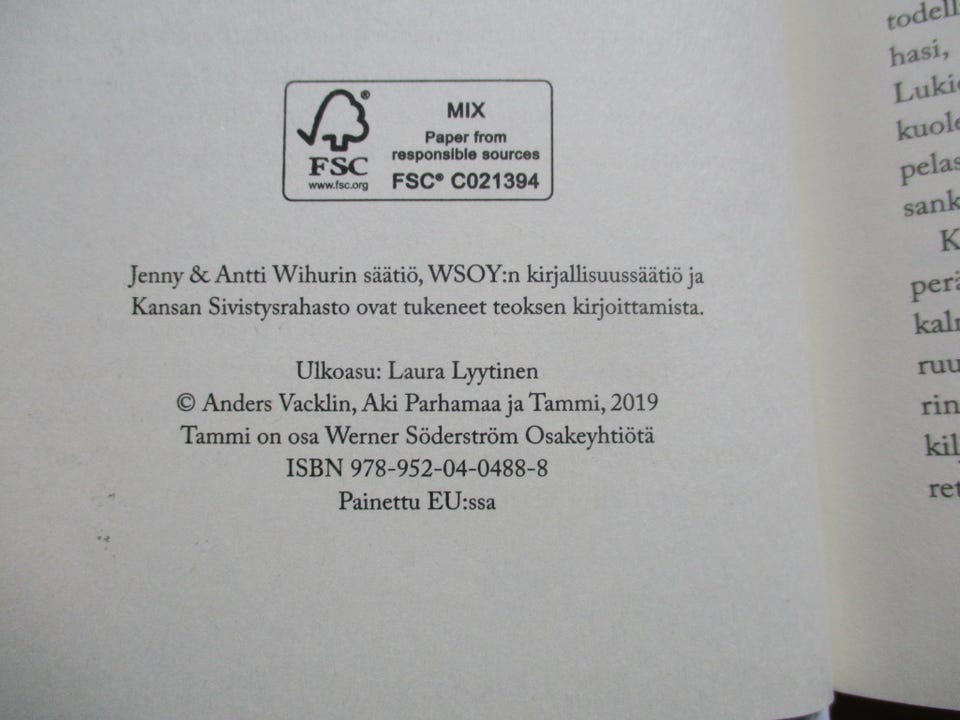 MIX
Paper from
responsible sources
FSC® C021394
FSC
www.fsc.org
Jenny & Antti Wihurin säätiö, WSOY:n kirjallisuussäätiö ja
Kansan Sivistysrahasto ovat tukeneet teoksen kirjoittamista.
Ulkoasu: Laura Lyytinen
© Anders Vacklin, Aki Parhamaa ja Tammi, 2019
Tammi on osa Werner Söderström Osakeyhtiötä
ISBN 978-952-04-0488-8
Painettu EU:ssa
hasi,